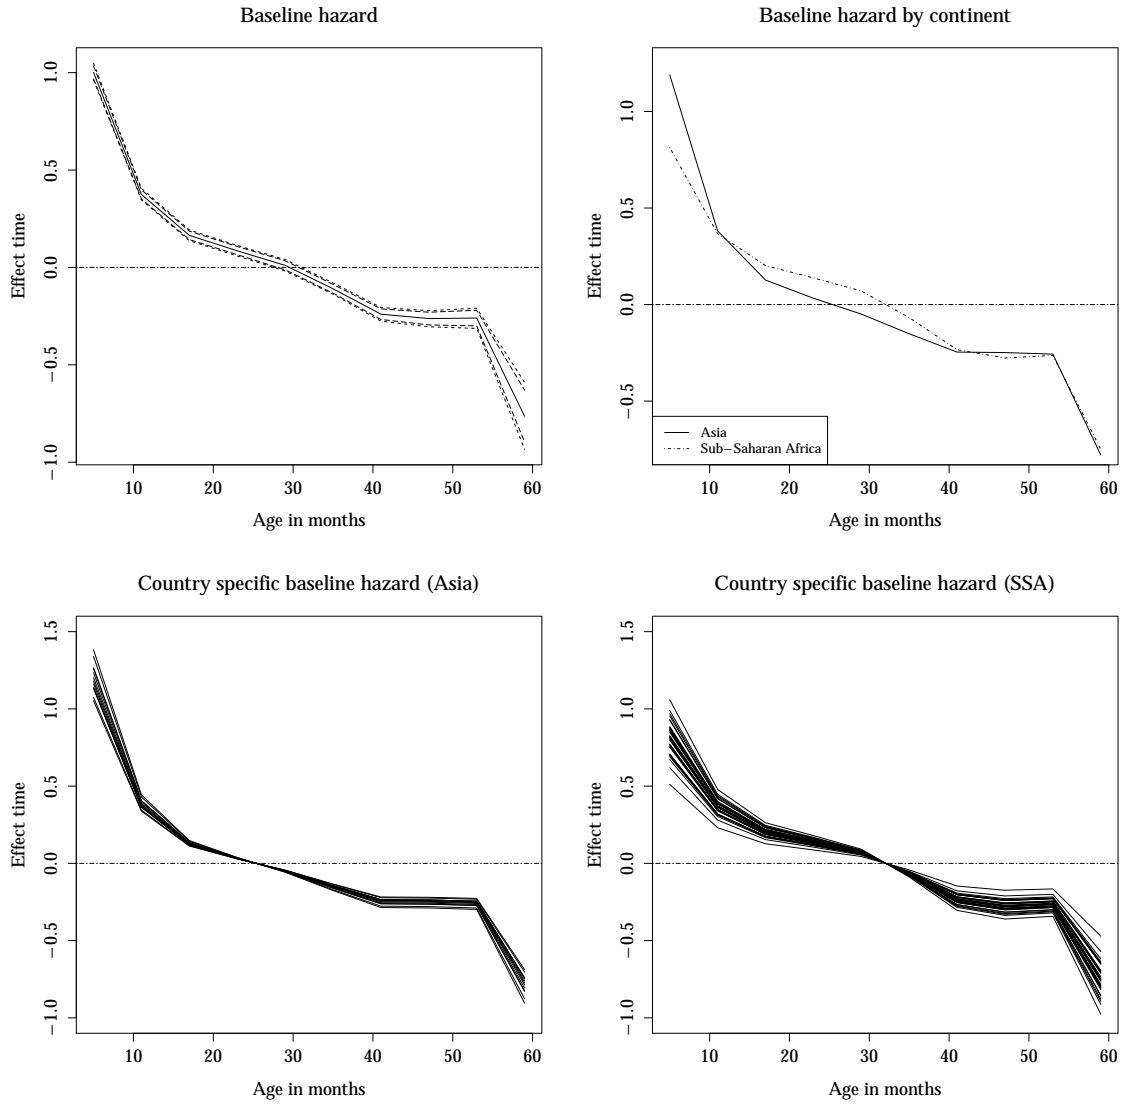 Baseline hazard
Effect time
1.0
0.5
0.0
−0.5
−1.0
10 20 30 40 50 60
Age in months
Baseline hazard by continent
Effect time
1.0
0.5
0.0
−0.5
Asia
Sub−Saharan Africa
10 20 30 40 50 60
Age in months
Country specific baseline hazard (Asia)
Effect time
1.5
1.0
0.5
0.0
−0.5
−1.0
10 20 30 40 50 60
Age in months
Country specific baseline hazard (SSA)
Effect time
1.5
1.0
0.5
0.0
−0.5
−1.0
10 20 30 40 50 60
Age in months